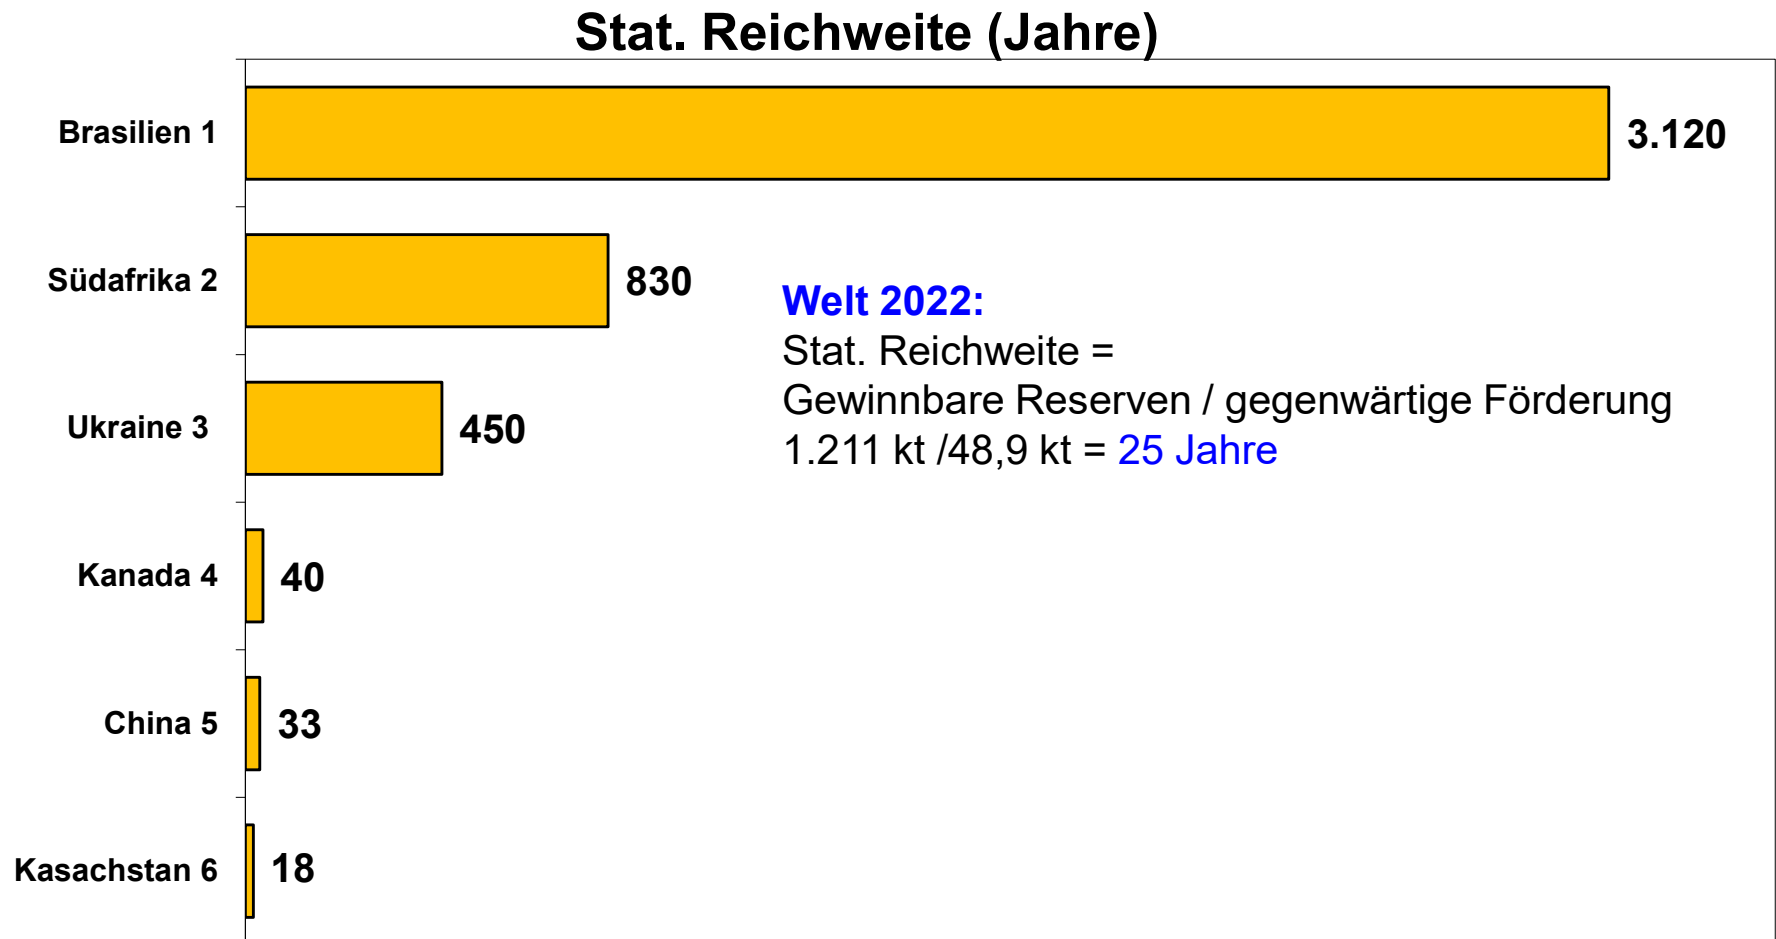 Stat. Reichweite (Jahre)
Brasilien 1
3.120
Südafrika 2
830
Welt 2022:
Stat. Reichweite =
Gewinnbare Reserven / gegenwärtige Förderung
1.211 kt /48,9 kt = 25 Jahre
Ukraine 3
450
Kanada 4
40
China 5
33
Kasachstan 6
18